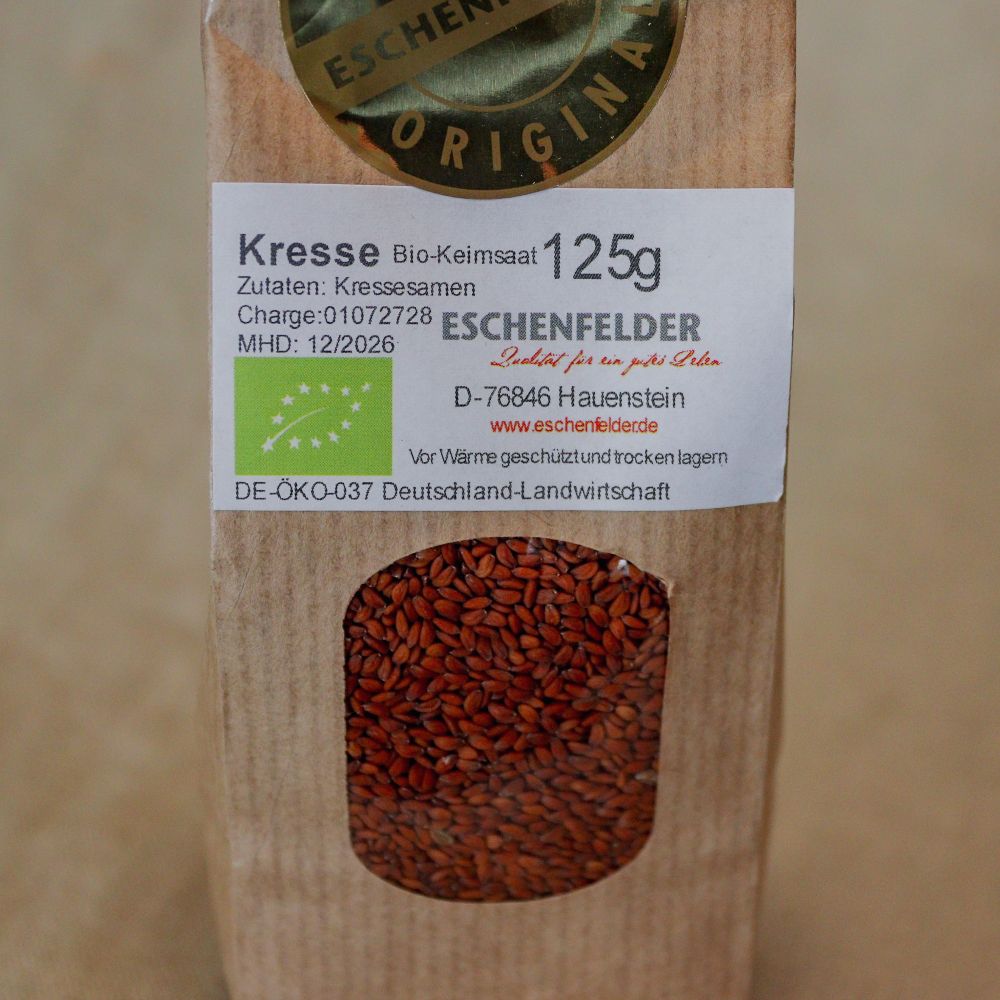 ESCHEN
ORIGINAL
Kresse Bio-Keimsaat 125g
Zutaten: Kressesamen
Charge:01072728
MHD: 12/2026
ESCHENFELDER
Qualität für ein gutes Leben
D-76846 Hauenstein
www.eschenfelder.de
Vor Wärme geschützt und trocken lagern
DE-ÖKO-037 Deutschland-Landwirtschaft